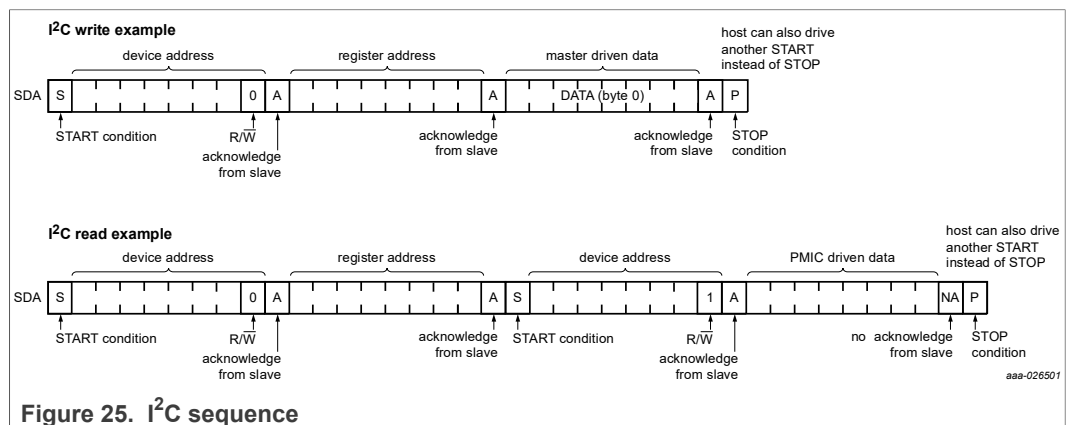 I²C write example
host can also drive
another START
instead of STOP
device address
register address
master driven data
SDA
S
0
A
A
DATA (byte 0)
A
P
START condition
R/W̅
acknowledge
from slave
acknowledge
from slave
acknowledge
from slave
STOP
condition
I²C read example
host can also drive
another START
instead of STOP
device address
register address
device address
PMIC driven data
SDA
S
0
A
A
S
1
A
NA
P
START condition
R/W̅
acknowledge
from slave
acknowledge
from slave
START condition
R/W̅
acknowledge
from slave
no acknowledge
from slave
STOP
condition
aaa-026501
Figure 25. I²C sequence